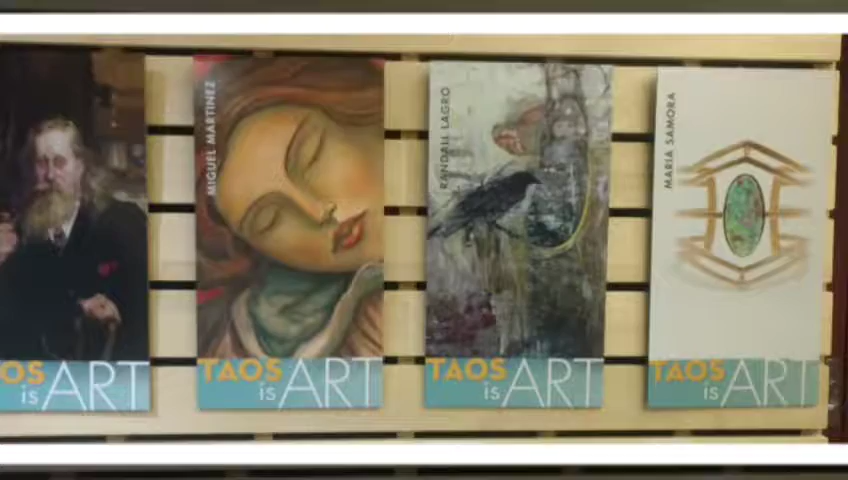 OS
is ART
MIGUEL MARTINEZ
TAOS
is ART
RANDALL LAGRO
TAOS
is ART
MARIA SAMORA
TAOS
is ART